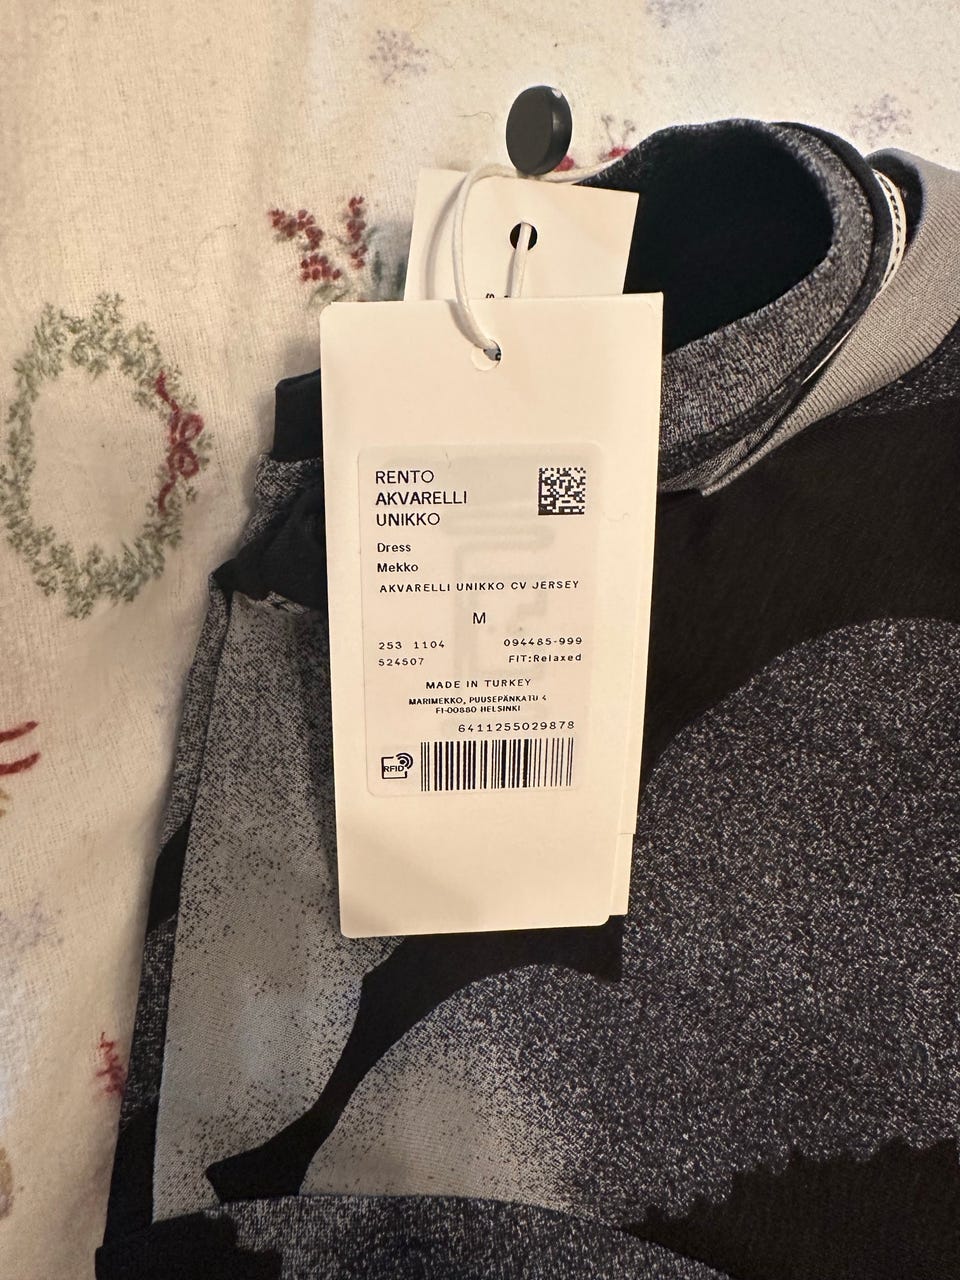 RENTO
AKVARELLI
UNIKKO
Dress
Mekko
AKVARELLI UNIKKO CV JERSEY
M
253 1104 094485-999
524507 FIT:Relaxed
MADE IN TURKEY
MARIMEKKO, PUUSEPÄNKATU 4
FI-00880 HELSINKI
6411255029878
RFID